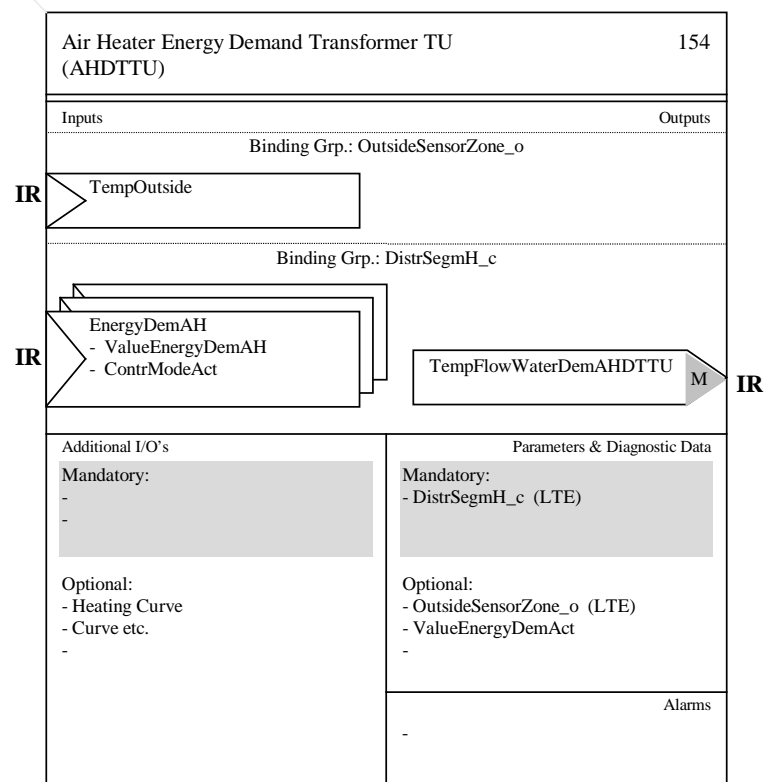 Air Heater Energy Demand Transformer TU 154
(AHDTTU)
Inputs Outputs
Binding Grp.: OutsideSensorZone_o
IR TempOutside
Binding Grp.: DistrSegmH_c
EnergyDemAH
- ValueEnergyDemAH
IR - ContrModeAct
TempFlowWaterDemAHDTTU M IR
Additional I/O's
Mandatory:
-
-
Optional:
- Heating Curve
- Curve etc.
-
Parameters & Diagnostic Data
Mandatory:
- DistrSegmH_c (LTE)
Optional:
- OutsideSensorZone_o (LTE)
- ValueEnergyDemAct
-
Alarms
-